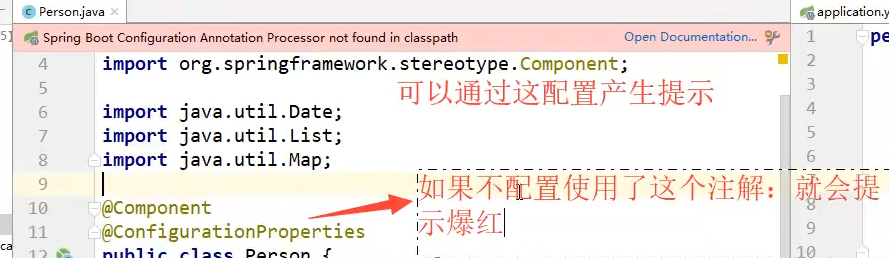 Person.java ×
application.y
Spring Boot Configuration Annotation Processor not found in classpath
Open Documentation...
4 import org.springframework.stereotype.Component;
5
可以通过这配置产生提示
6 import java.util.Date;
7 import java.util.List;
8 import java.util.Map;
9
如果不配置使用了这个注解：就会提
示爆红
10 @Component
11 @ConfigurationProperties
12 public class Person {
1 pe
2
3
4
5
6
7
8
9
10